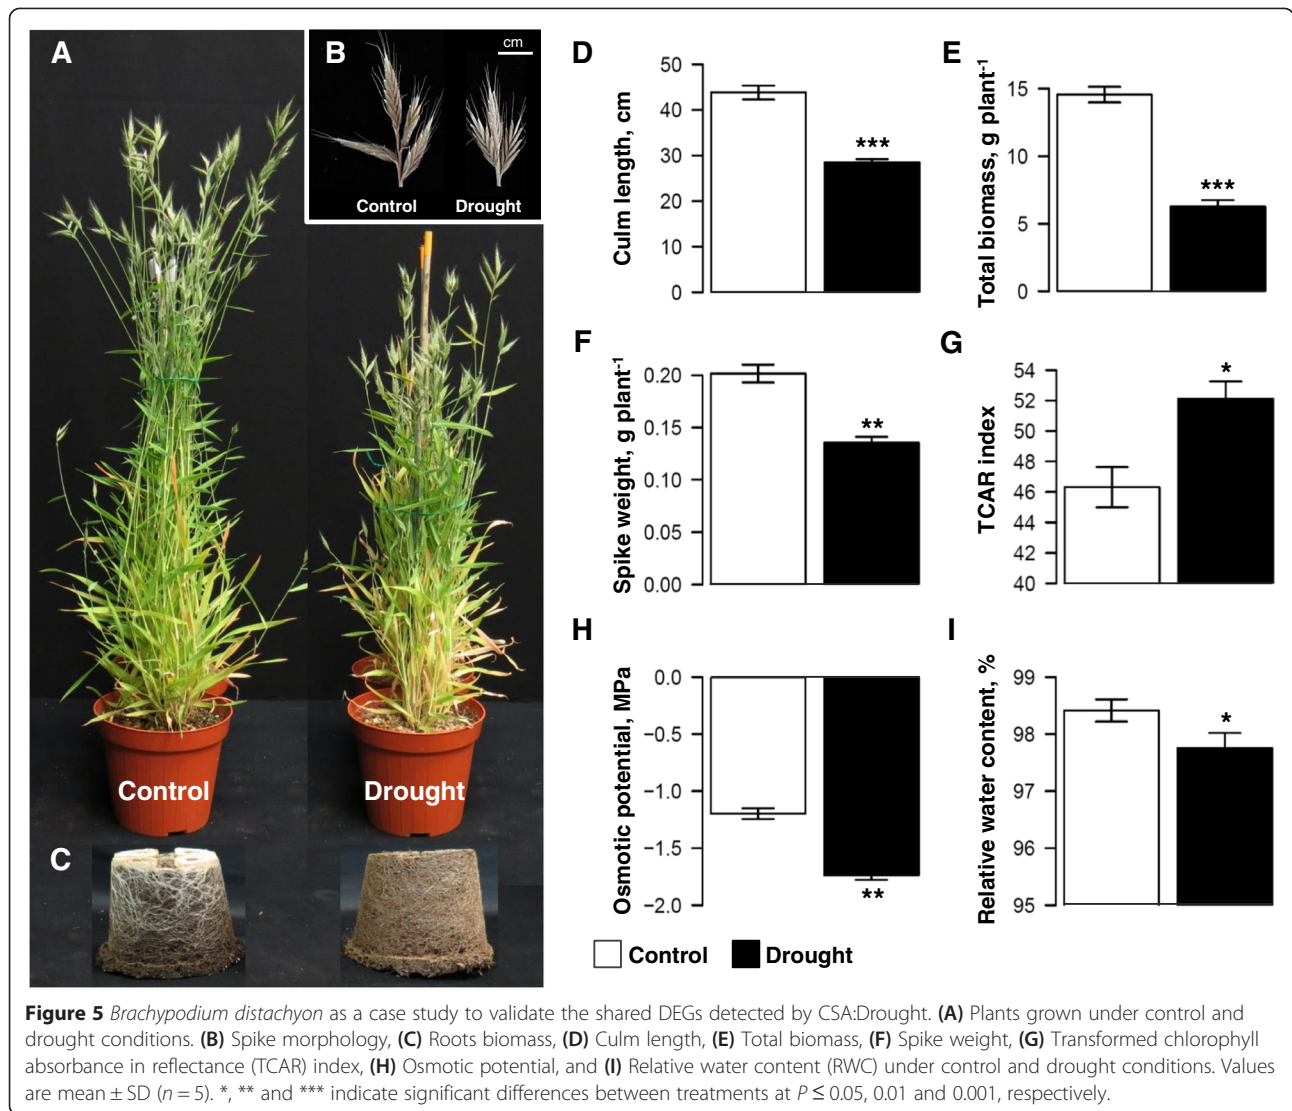 A
B
cm
Control
Drought
Control
Drought
C
D
Culm length, cm
50
40
30
20
10
0
***
E
Total biomass, g plant⁻¹
15
10
5
0
***
F
Spike weight, g plant⁻¹
0.20
0.15
0.10
0.05
0.00
**
G
TCAR index
54
52
50
48
46
44
42
40
*
H
Osmotic potential, MPa
0.0
−0.5
−1.0
−1.5
−2.0
**
I
Relative water content, %
99
98
97
96
95
*
Control
Drought
Figure 5 Brachypodium distachyon as a case study to validate the shared DEGs detected by CSA:Drought. (A) Plants grown under control and
drought conditions. (B) Spike morphology, (C) Roots biomass, (D) Culm length, (E) Total biomass, (F) Spike weight, (G) Transformed chlorophyll
absorbance in reflectance (TCAR) index, (H) Osmotic potential, and (I) Relative water content (RWC) under control and drought conditions. Values
are mean ± SD (n = 5). *, ** and *** indicate significant differences between treatments at P ≤ 0.05, 0.01 and 0.001, respectively.